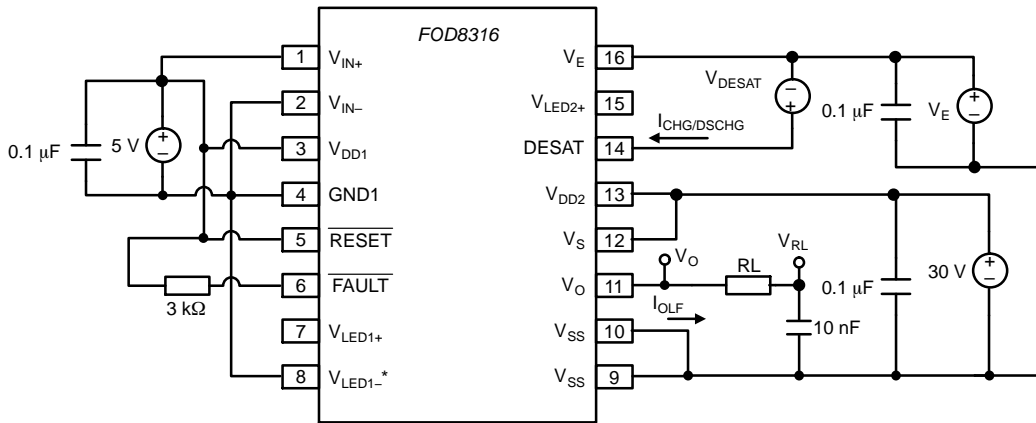 FOD8316
1 V_IN+
2 V_IN–
3 V_DD1
4 GND1
5 RESET
6 FAULT
7 V_LED1+
8 V_LED1–*
V_E 16
V_LED2+ 15
DESAT 14
V_DD2 13
V_S 12
V_O 11
V_SS 10
V_SS 9
0.1 μF
5 V
+
–
3 kΩ
V_DESAT
–
+
I_CHG/DSCHG
0.1 μF
V_E
+
–
V_O
RL
V_RL
I_OLF
10 nF
0.1 μF
30 V
+
–